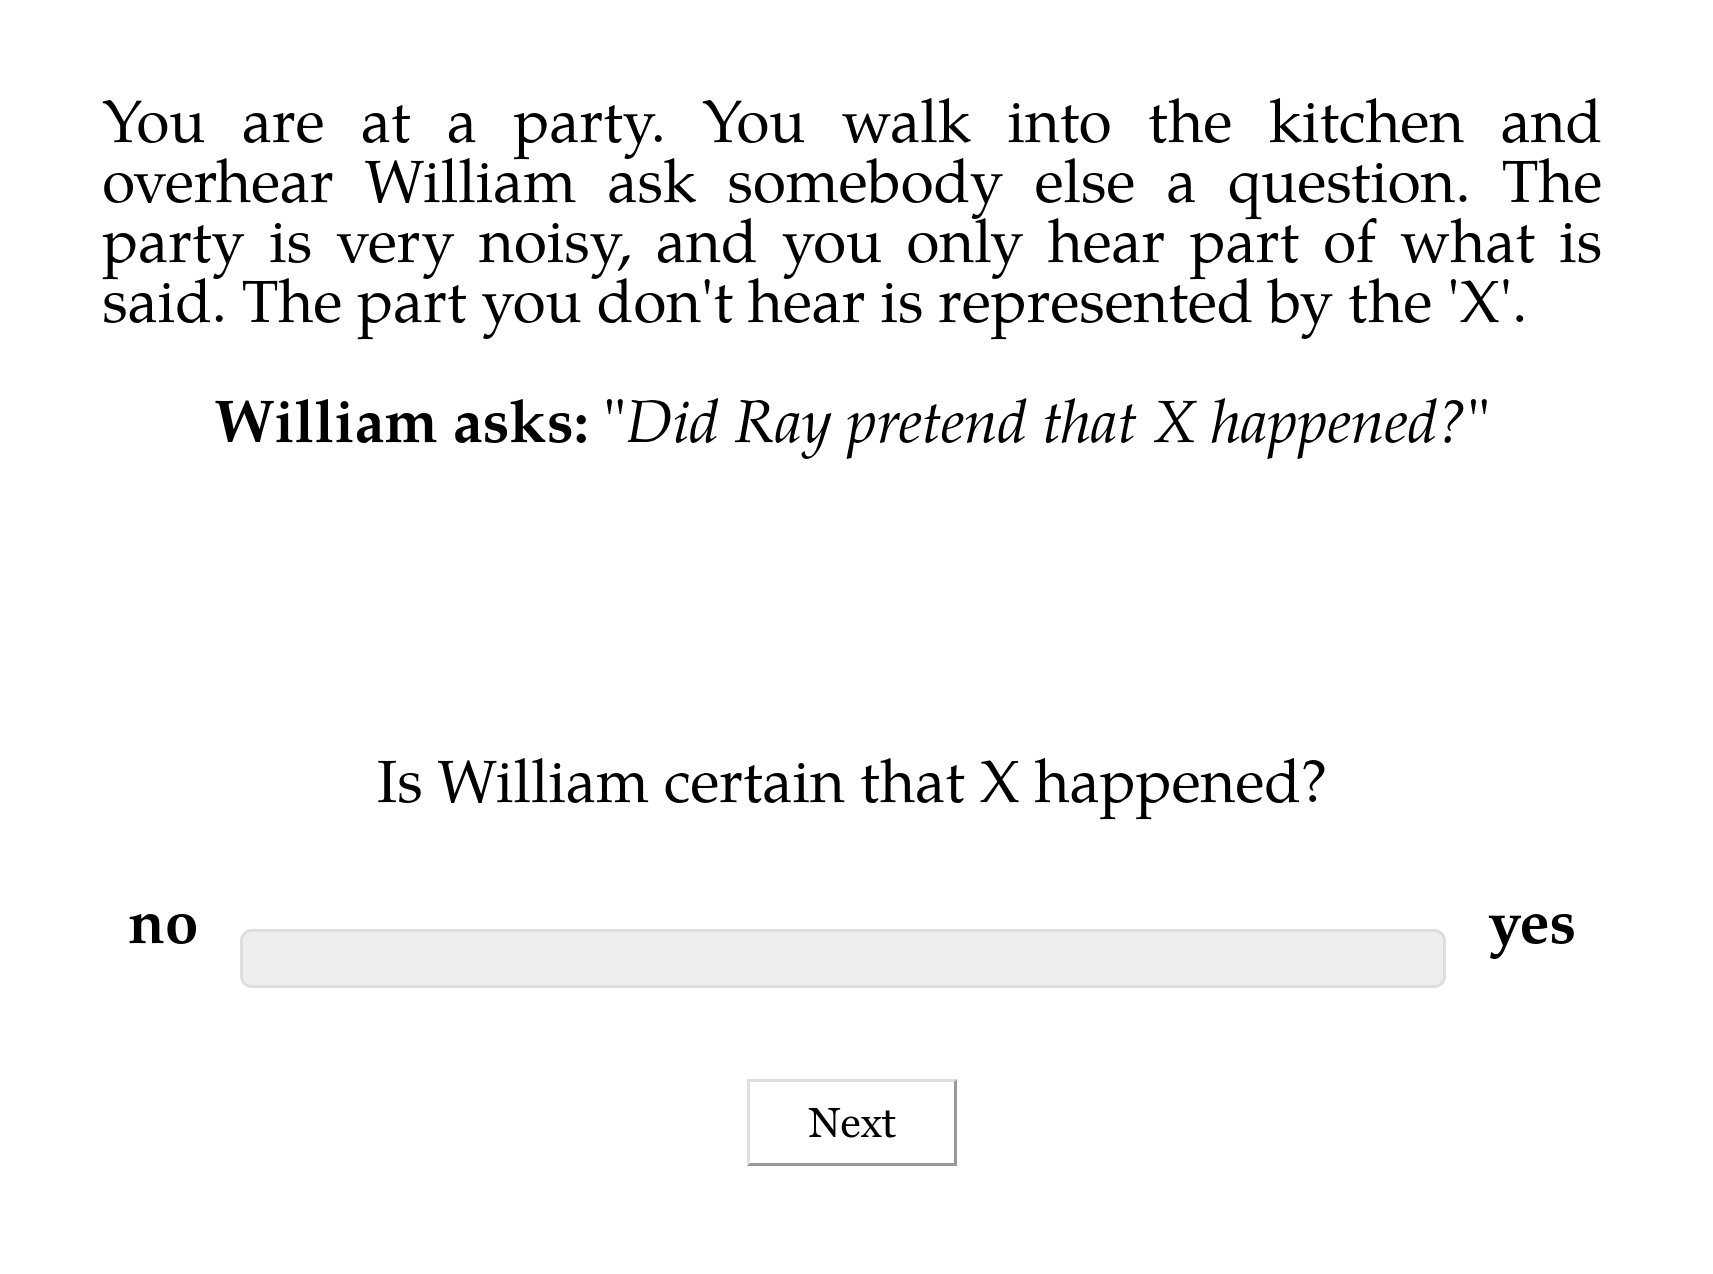 You are at a party. You walk into the kitchen and
overhear William ask somebody else a question. The
party is very noisy, and you only hear part of what is
said. The part you don't hear is represented by the 'X'.
William asks: "Did Ray pretend that X happened?"
Is William certain that X happened?
no yes
Next